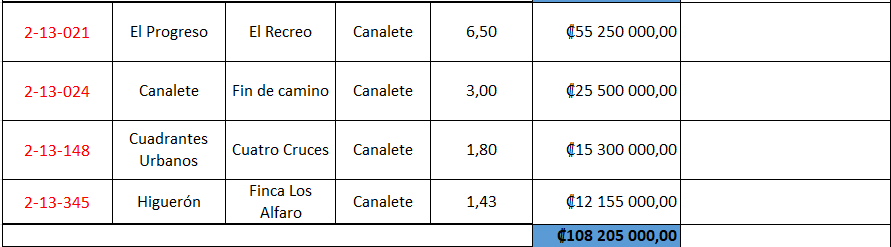 2-13-021 El Progreso El Recreo Canalete 6,50 ₡55 250 000,00
2-13-024 Canalete Fin de camino Canalete 3,00 ₡25 500 000,00
2-13-148 Cuadrantes Urbanos Cuatro Cruces Canalete 1,80 ₡15 300 000,00
2-13-345 Higuerón Finca Los Alfaro Canalete 1,43 ₡12 155 000,00
₡108 205 000,00